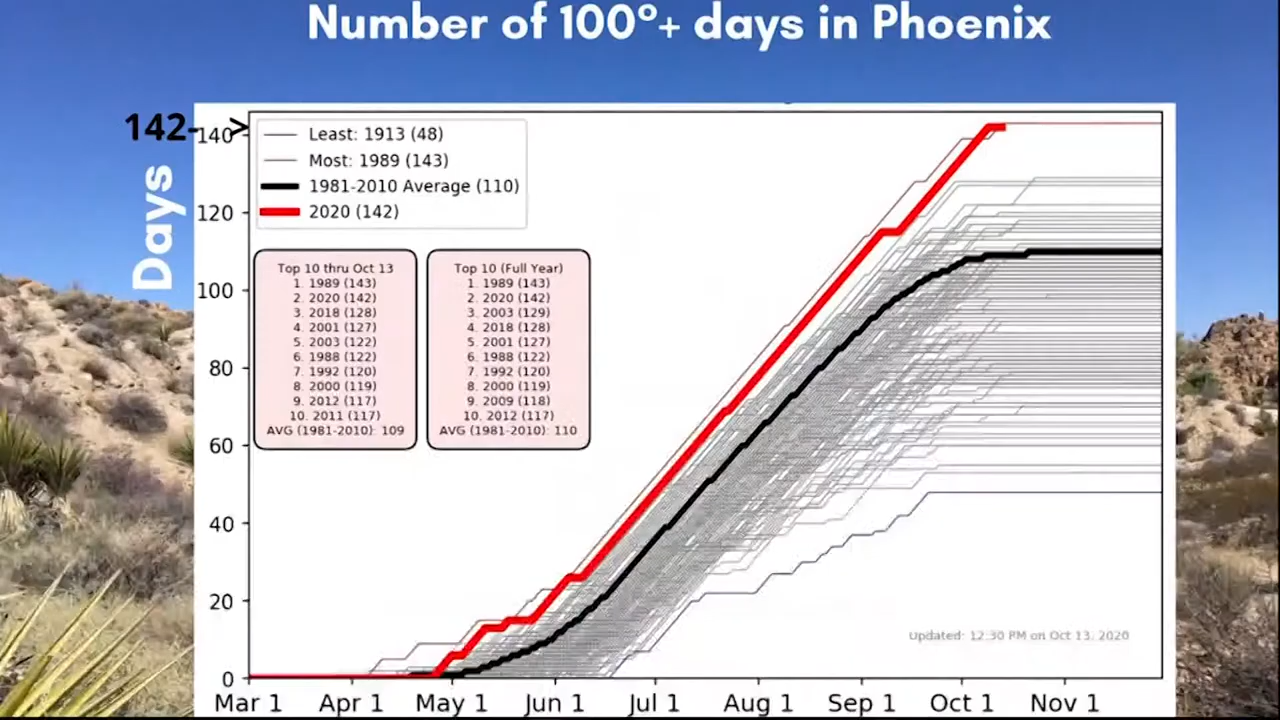 Number of 100°+ days in Phoenix
142-
>
Days
140
120
100
80
60
40
20
0
Least: 1913 (48)
Most: 1989 (143)
1981-2010 Average (110)
2020 (142)
Top 10 thru Oct 13
1. 1989 (143)
2. 2020 (142)
3. 2018 (128)
4. 2001 (127)
5. 2003 (122)
6. 1988 (122)
7. 1992 (120)
8. 2000 (119)
9. 2012 (117)
10. 2011 (117)
AVG (1981-2010): 109
Top 10 (Full Year)
1. 1989 (143)
2. 2020 (142)
3. 2003 (129)
4. 2018 (128)
5. 2001 (127)
6. 1988 (122)
7. 1992 (120)
8. 2000 (119)
9. 2009 (118)
10. 2012 (117)
AVG (1981-2010): 110
Updated: 12:30 PM on Oct 13, 2020
Mar 1 Apr 1 May 1 Jun 1 Jul 1 Aug 1 Sep 1 Oct 1 Nov 1